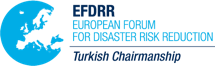 EFDRR
EUROPEAN FORUM
FOR DISASTER RISK REDUCTION
Turkish Chairmanship